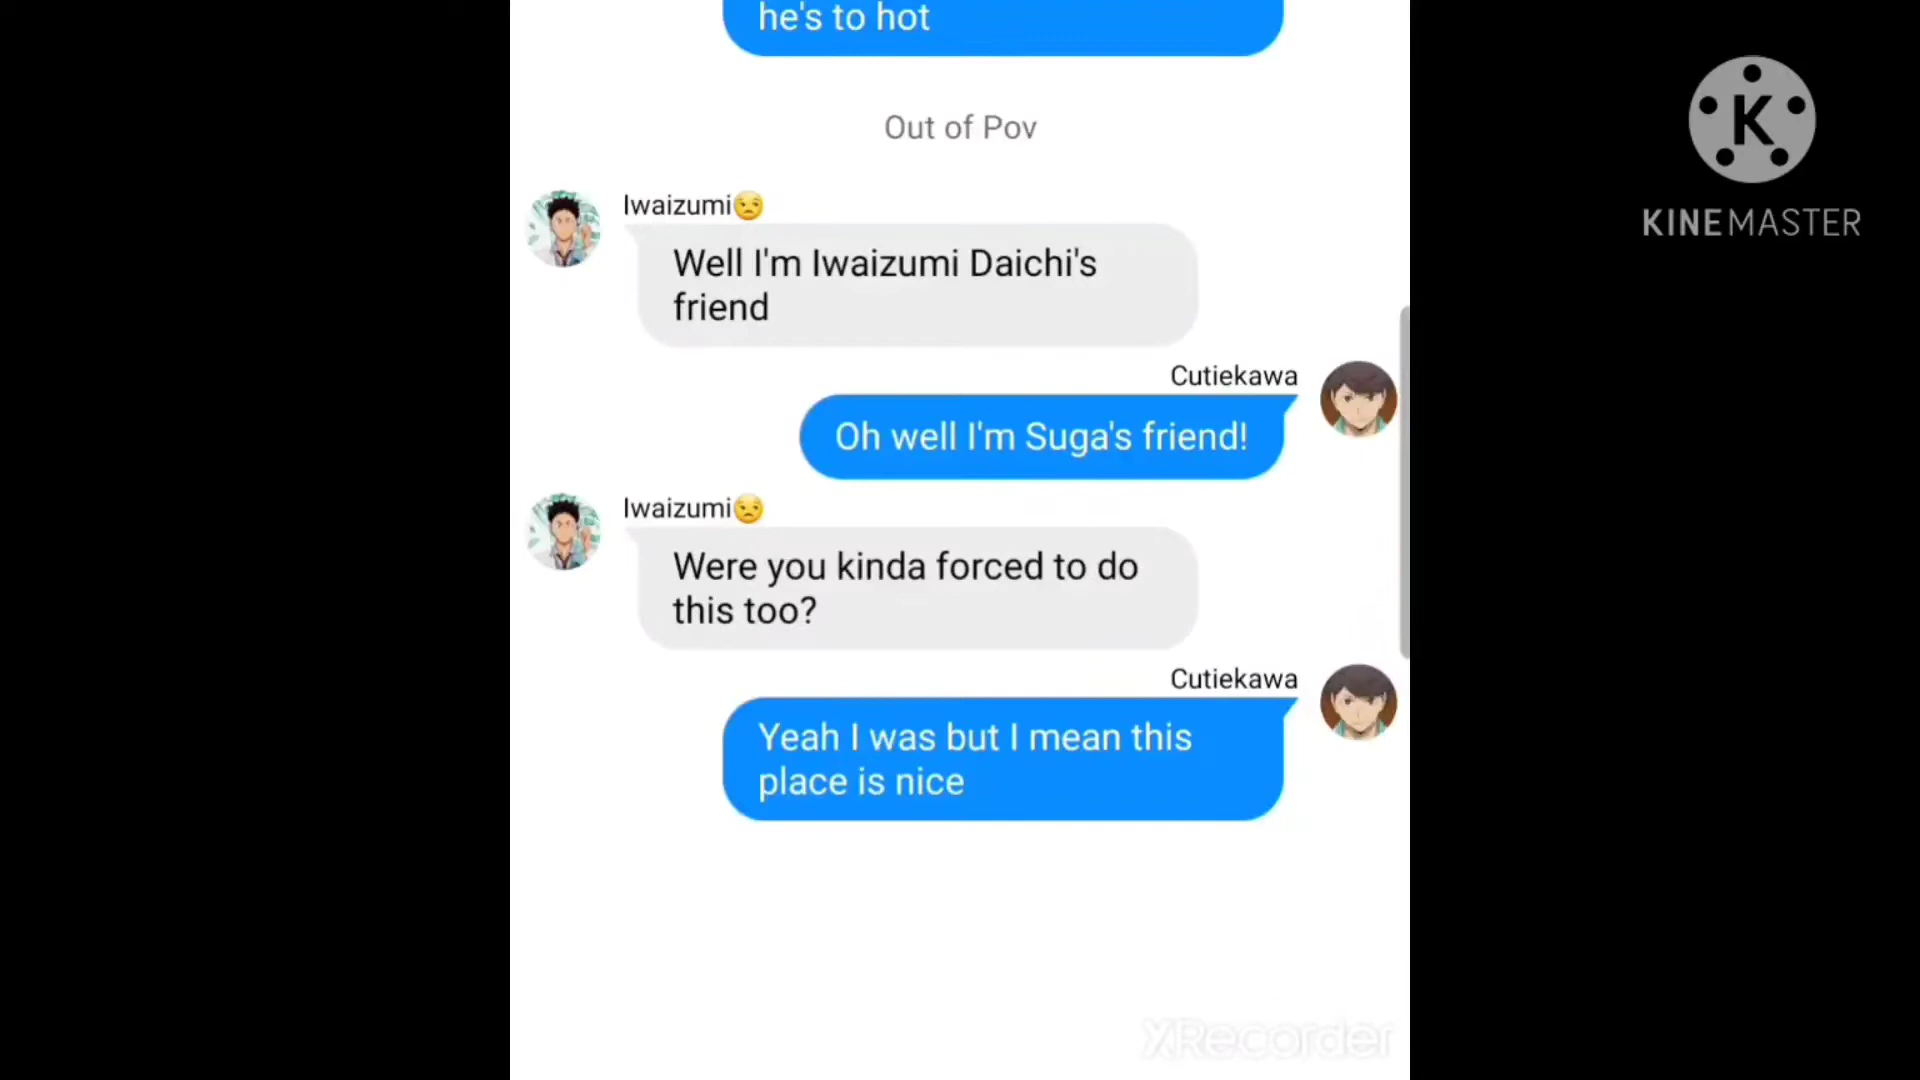 he's to hot
Out of Pov
Iwaizumi😒
Well I'm Iwaizumi Daichi's
friend
Cutiekawa
Oh well I'm Suga's friend!
Iwaizumi😒
Were you kinda forced to do
this too?
Cutiekawa
Yeah I was but I mean this
place is nice
K
KINEMASTER
XRecorder